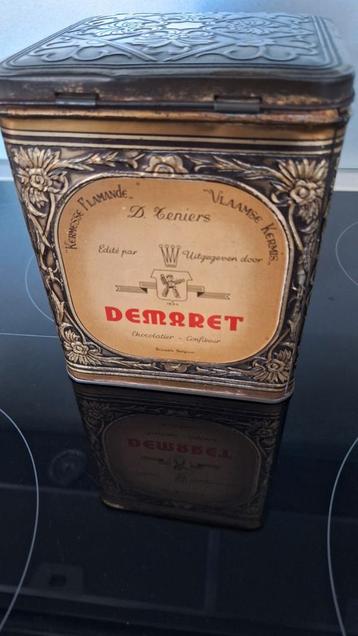 "KERMESSE FLAMANDE"
"VLAAMSE KERMIS"
D. Teniers
Edité par
Uitgegeven door
DEMARET
Chocolatier - Confiseur